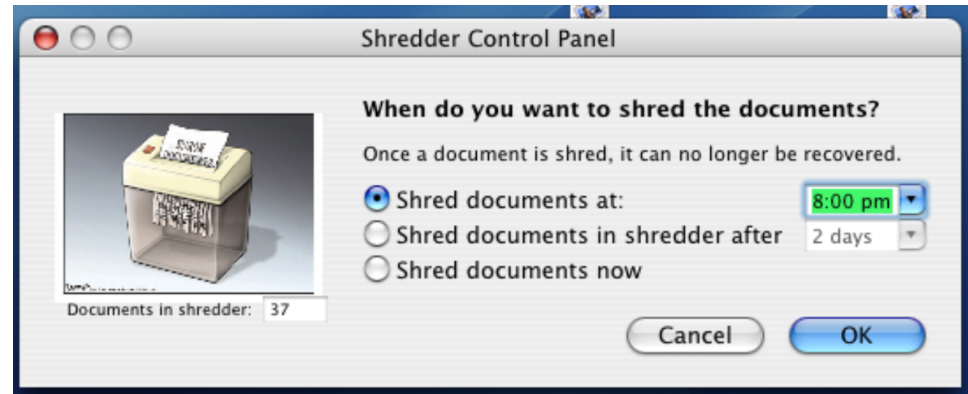 Shredder Control Panel
When do you want to shred the documents?
Once a document is shred, it can no longer be recovered.
Shred documents at: 8:00 pm
Shred documents in shredder after 2 days
Shred documents now
Documents in shredder: 37
Cancel OK